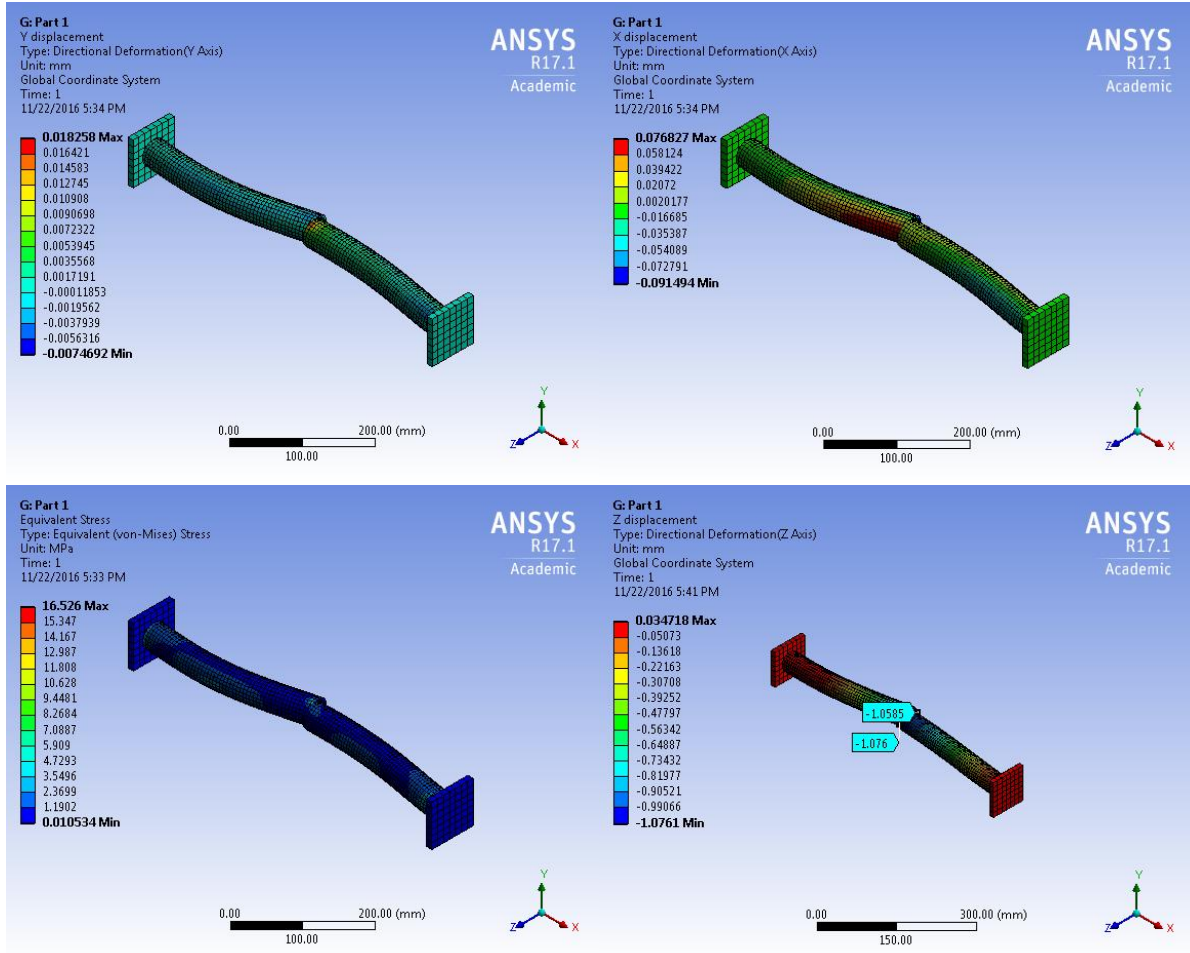 G: Part 1
Y displacement
Type: Directional Deformation(Y Axis)
Unit: mm
Global Coordinate System
Time: 1
11/22/2016 5:34 PM
ANSYS
R17.1
Academic
0.018258 Max
0.016421
0.014583
0.012745
0.010908
0.0090698
0.0072322
0.0053945
0.0035568
0.0017191
-0.00011853
-0.0019562
-0.0037939
-0.0056316
-0.0074692 Min
0.00
200.00 (mm)
100.00
Y
Z
X
G: Part 1
X displacement
Type: Directional Deformation(X Axis)
Unit: mm
Global Coordinate System
Time: 1
11/22/2016 5:34 PM
ANSYS
R17.1
Academic
0.076827 Max
0.058124
0.039422
0.02072
0.0020177
-0.016685
-0.035387
-0.054089
-0.072791
-0.091494 Min
0.00
200.00 (mm)
100.00
Y
Z
X
G: Part 1
Equivalent Stress
Type: Equivalent (von-Mises) Stress
Unit: MPa
Time: 1
11/22/2016 5:33 PM
ANSYS
R17.1
Academic
16.526 Max
15.347
14.167
12.987
11.808
10.628
9.4481
8.2684
7.0887
5.909
4.7293
3.5496
2.3699
1.1902
0.010534 Min
0.00
200.00 (mm)
100.00
Y
Z
X
G: Part 1
Z displacement
Type: Directional Deformation(Z Axis)
Unit: mm
Global Coordinate System
Time: 1
11/22/2016 5:41 PM
ANSYS
R17.1
Academic
0.034718 Max
-0.05073
-0.13618
-0.22163
-0.30708
-0.39252
-0.47797
-0.56342
-0.64887
-0.73432
-0.81977
-0.90521
-0.99066
-1.0761 Min
-1.0585
-1.076
0.00
300.00 (mm)
150.00
Y
Z
X